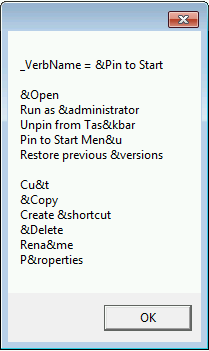 _VerbName = &Pin to Start
&Open
Run as &administrator
Unpin from Tas&kbar
Pin to Start Men&u
Restore previous &versions
Cu&t
&Copy
Create &shortcut
&Delete
Rena&me
P&roperties
OK